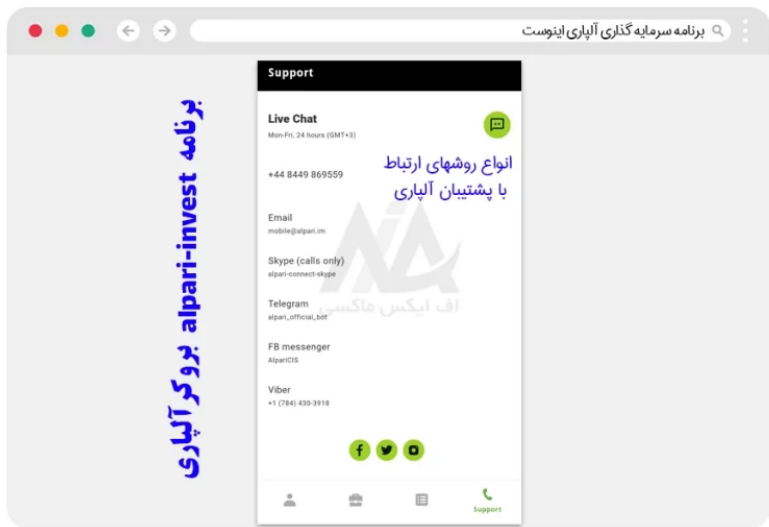 برنامه سرمایه گذاری آلپاری اینوست
برنامه alpari-invest بروکر آلپاری
Support
Live Chat
Mon-Fri, 24 hours (GMT+3)
انواع روشهای ارتباط
با پشتیبان آلپاری
+44 8449 869559
Email
mobile@alpari.im
Skype (calls only)
alpari-connect-skype
اف ایکس ماکسی
Telegram
alpari_official_bot
FB messenger
AlpariCIS
Viber
+1 (784) 430-3918
Support